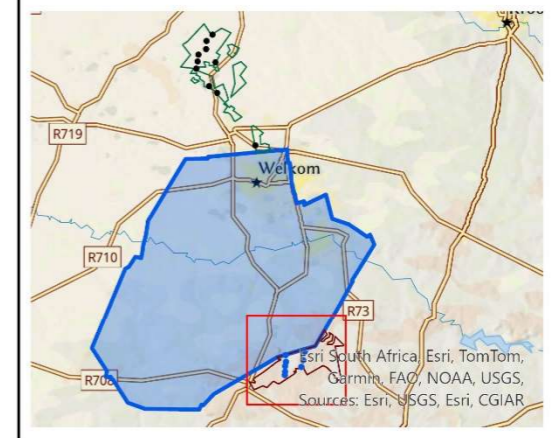 R719
Welkom
R710
R73
R708
Esri South Africa, Esri, TomTom,
Garmin, FAO, NOAA, USGS,
Sources: Esri, USGS, Esri, CGIAR